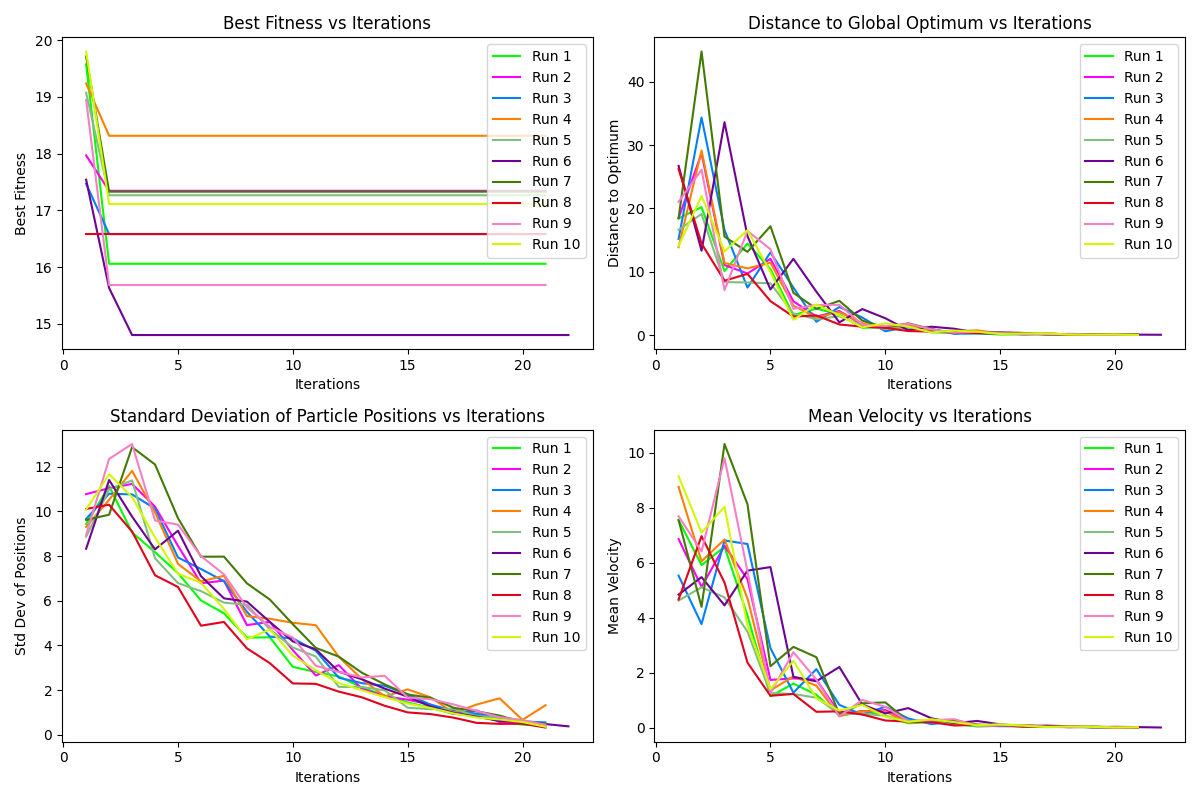 Best Fitness vs Iterations
Best Fitness
20
19
18
17
16
15
0 5 10 15 20
Iterations
Run 1
Run 2
Run 3
Run 4
Run 5
Run 6
Run 7
Run 8
Run 9
Run 10
Distance to Global Optimum vs Iterations
Distance to Optimum
40
30
20
10
0
0 5 10 15 20
Iterations
Run 1
Run 2
Run 3
Run 4
Run 5
Run 6
Run 7
Run 8
Run 9
Run 10
Standard Deviation of Particle Positions vs Iterations
Std Dev of Positions
12
10
8
6
4
2
0
0 5 10 15 20
Iterations
Run 1
Run 2
Run 3
Run 4
Run 5
Run 6
Run 7
Run 8
Run 9
Run 10
Mean Velocity vs Iterations
Mean Velocity
10
8
6
4
2
0
0 5 10 15 20
Iterations
Run 1
Run 2
Run 3
Run 4
Run 5
Run 6
Run 7
Run 8
Run 9
Run 10